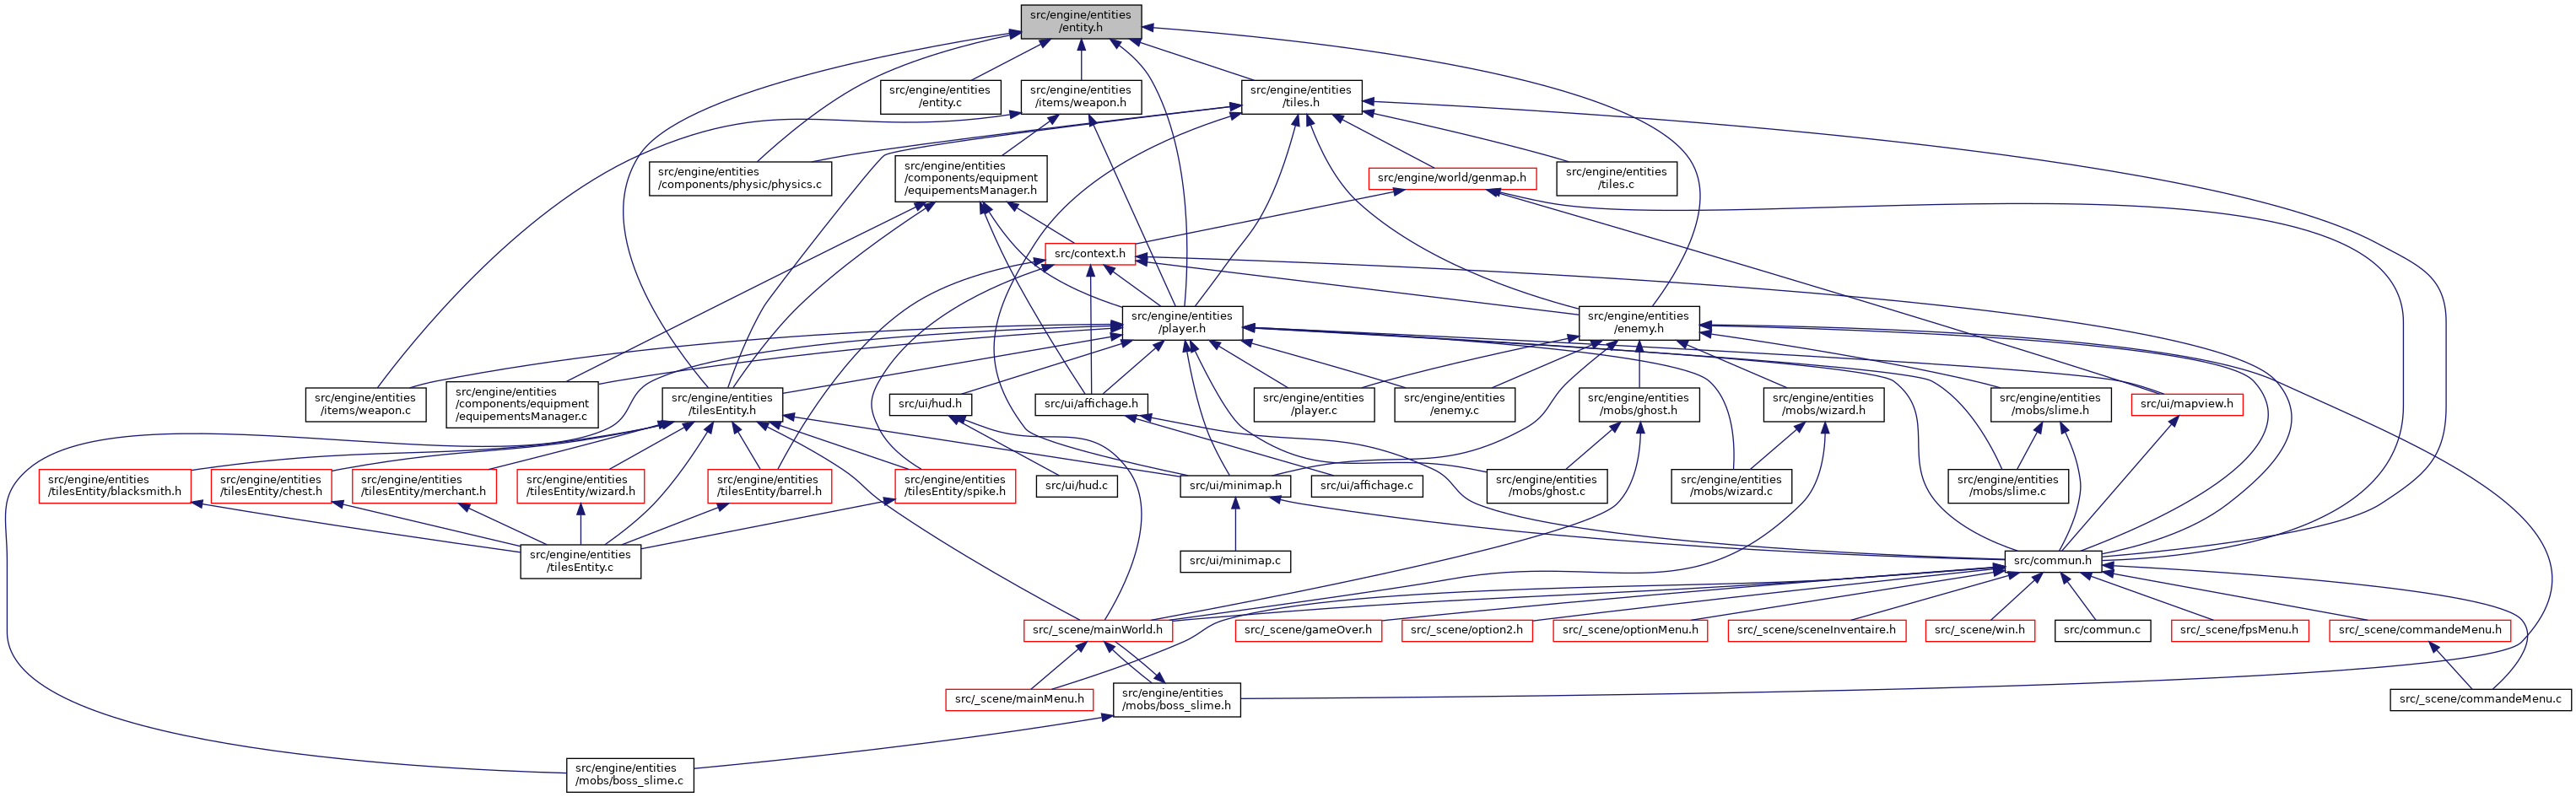 src/engine/entities
/entity.h
src/engine/entities
/entity.c
src/engine/entities
/items/weapon.h
src/engine/entities
/tiles.h
src/engine/entities
/components/physic/physics.c
src/engine/entities
/components/equipment
/equipementsManager.h
src/engine/world/genmap.h
src/engine/entities
/tiles.c
src/context.h
src/engine/entities
/player.h
src/engine/entities
/enemy.h
src/engine/entities
/items/weapon.c
src/engine/entities
/components/equipment
/equipementsManager.c
src/engine/entities
/tilesEntity.h
src/ui/hud.h
src/ui/affichage.h
src/engine/entities
/player.c
src/engine/entities
/enemy.c
src/engine/entities
/mobs/ghost.h
src/engine/entities
/mobs/wizard.h
src/engine/entities
/mobs/slime.h
src/ui/mapview.h
src/engine/entities
/tilesEntity/blacksmith.h
src/engine/entities
/tilesEntity/chest.h
src/engine/entities
/tilesEntity/merchant.h
src/engine/entities
/tilesEntity/wizard.h
src/engine/entities
/tilesEntity/barrel.h
src/engine/entities
/tilesEntity/spike.h
src/ui/hud.c
src/ui/minimap.h
src/ui/affichage.c
src/engine/entities
/mobs/ghost.c
src/engine/entities
/mobs/wizard.c
src/engine/entities
/mobs/slime.c
src/engine/entities
/tilesEntity.c
src/ui/minimap.c
src/commun.h
src/_scene/mainWorld.h
src/_scene/gameOver.h
src/_scene/option2.h
src/_scene/optionMenu.h
src/_scene/sceneInventaire.h
src/_scene/win.h
src/commun.c
src/_scene/fpsMenu.h
src/_scene/commandeMenu.h
src/_scene/mainMenu.h
src/engine/entities
/mobs/boss_slime.h
src/_scene/commandeMenu.c
src/engine/entities
/mobs/boss_slime.c